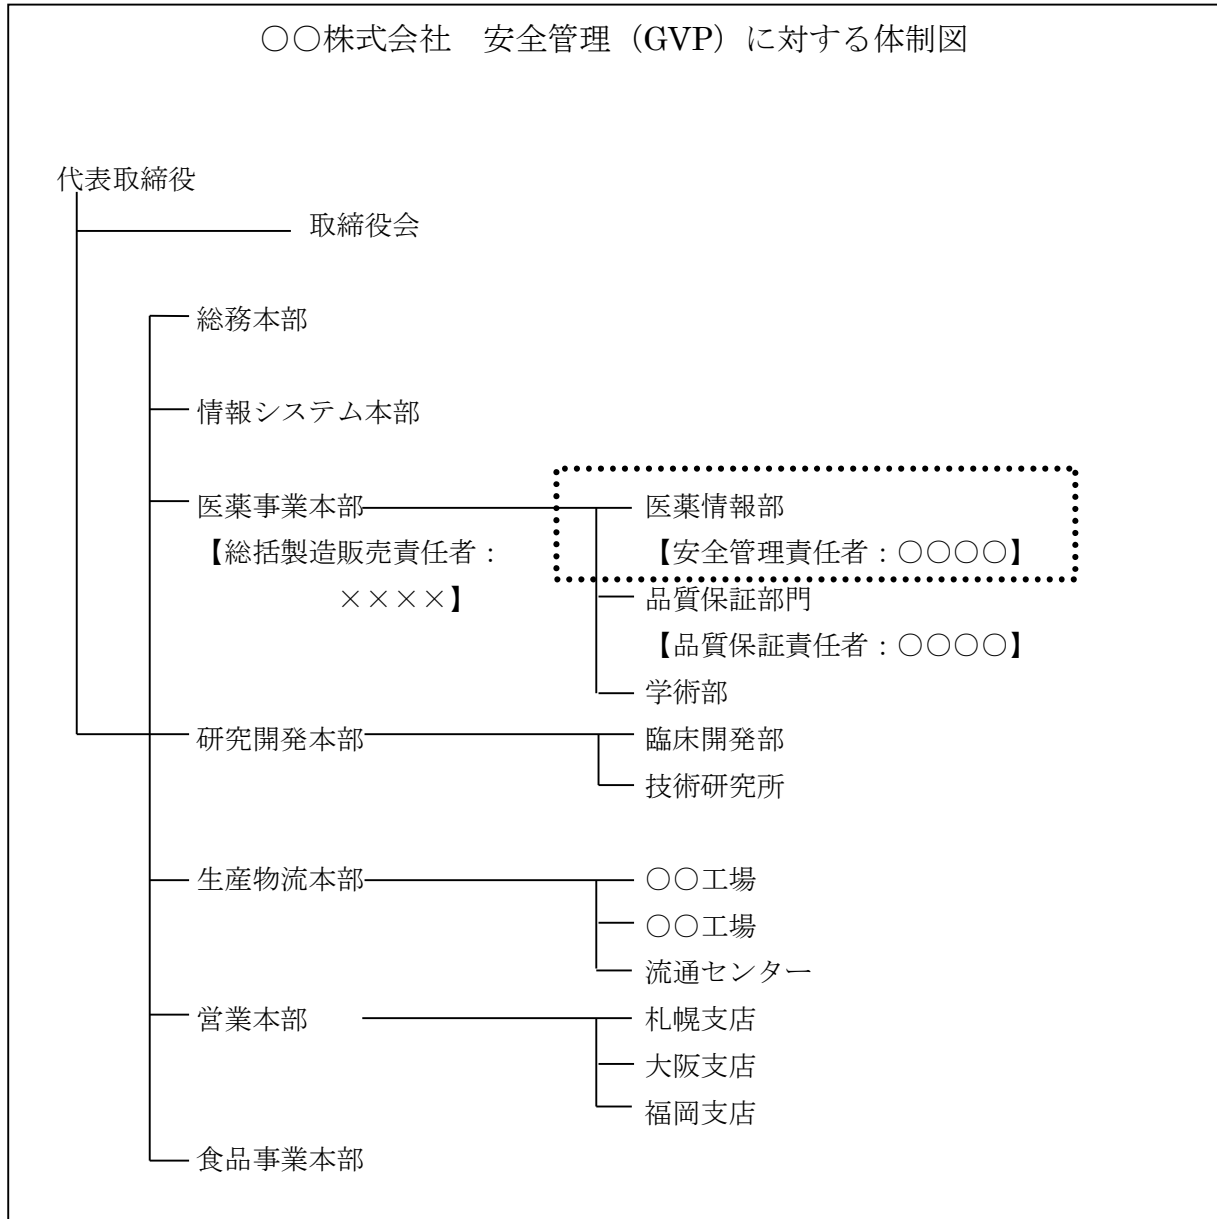 ○○株式会社　安全管理（GVP）に対する体制図
代表取締役
取締役会
総務本部
情報システム本部
医薬事業本部
【総括製造販売責任者：
××××】
医薬情報部
【安全管理責任者：○○○○】
品質保証部門
【品質保証責任者：○○○○】
学術部
研究開発本部
臨床開発部
技術研究所
生産物流本部
○○工場
○○工場
流通センター
営業本部
札幌支店
大阪支店
福岡支店
食品事業本部